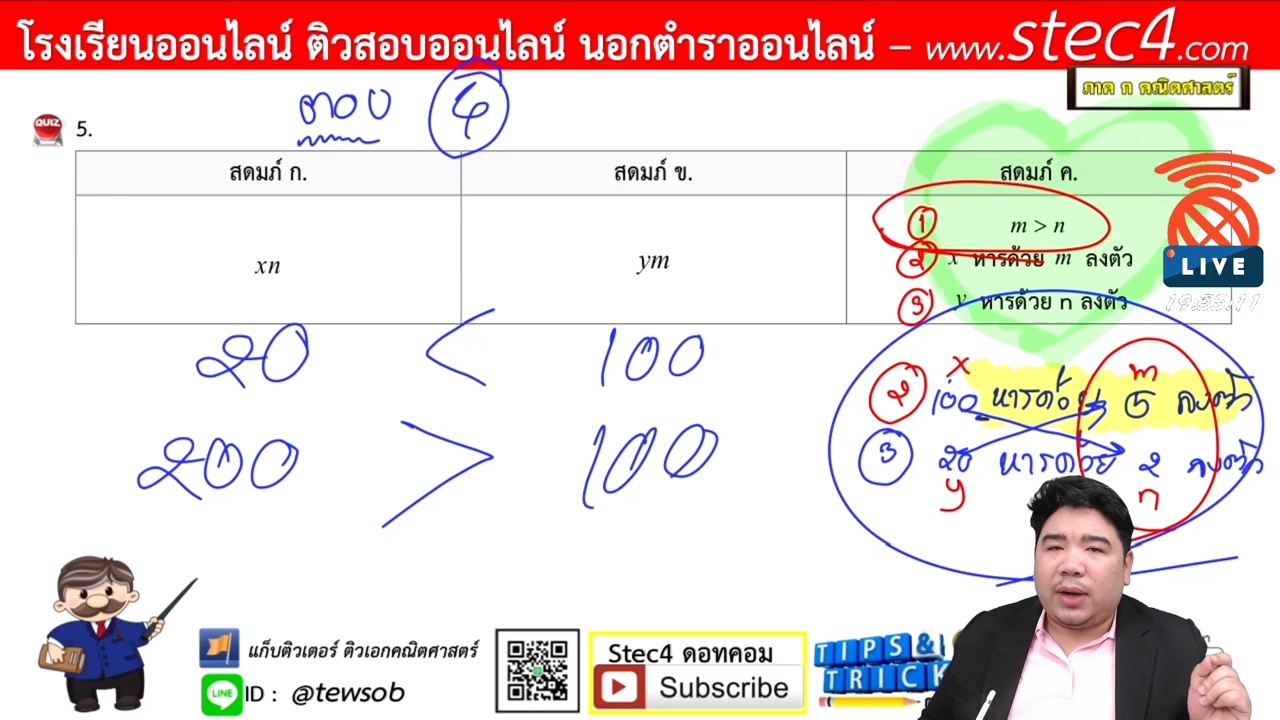 โรงเรียนออนไลน์ ติวสอบออนไลน์ นอกตำราออนไลน์ – www.stec4.com
ภาค ก คณิตศาสตร์
ตอบ 4
QUIZ 5.
สดมภ์ ก. สดมภ์ ข. สดมภ์ ค.
① m > n
xn ym ② x หารด้วย m ลงตัว
③ y หารด้วย n ลงตัว
LIVE
19:55:11
20 < 100
x m
② 100 หารด้วย 5 ลงตัว
๒00 > 100
3 20 หารด้วย ๒ ลงตัว
y n
แก็บติวเตอร์ ติวเอกคณิตศาสตร์
LINE ID : @tewsob
Stec4 ดอทคอม
Subscribe
TIPS &
TRICK